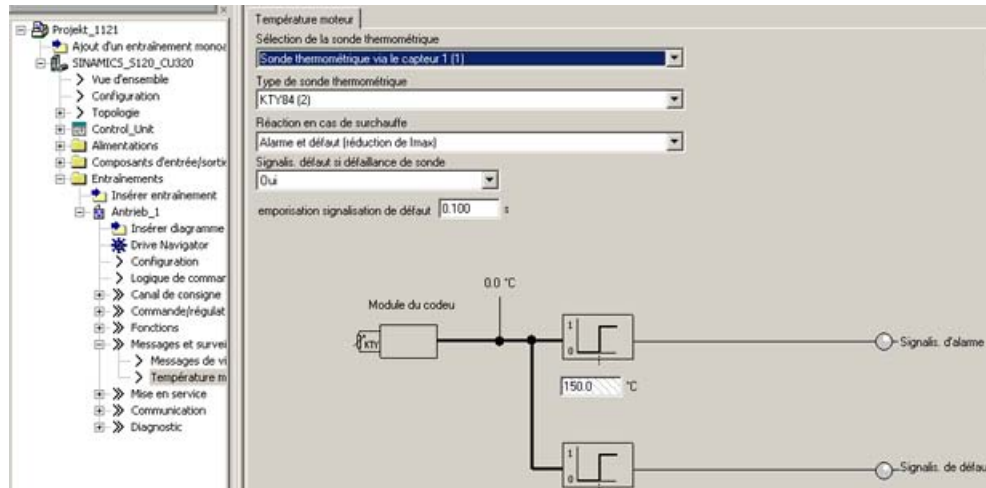 Projekt_1121
Ajout d'un entraînement monoa
SINAMICS_S120_CU320
Vue d'ensemble
Configuration
Topologie
Control_Unit
Alimentations
Composants d'entrée/sortie
Entraînements
Insérer entraînement
Antrieb_1
Insérer diagramme
Drive Navigator
Configuration
Logique de commar
Canal de consigne
Commande/régulat
Fonctions
Messages et survei
Messages de vi
Température m
Mise en service
Communication
Diagnostic
Température moteur
Sélection de la sonde thermométrique
Sonde thermométrique via le capteur 1 (1)
Type de sonde thermométrique
KTY84 (2)
Réaction en cas de surchauffe
Alarme et défaut (réduction de Imax)
Signalis. défaut si défaillance de sonde
Oui
emporisation signalisation de défaut 0.100 s
0.0 °C
Module du codeu
KTY
1
0
Signalis. d'alarme
150.0 °C
1
0
Signalis. de défau